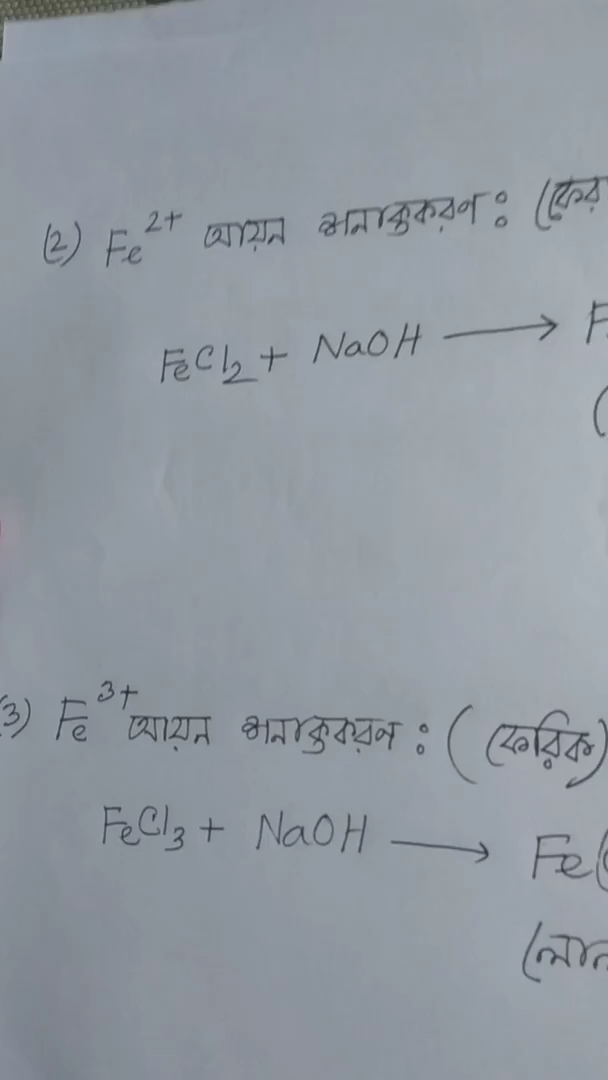 (2) Fe²⁺ আয়ন শনাক্তকরণ : (ফের
FeCl₂ + NaOH ⟶ F
(
(3) Fe³⁺ আয়ন শনাক্তকরণ : (ফেরিক)
FeCl₃ + NaOH ⟶ Fe(
(লাল